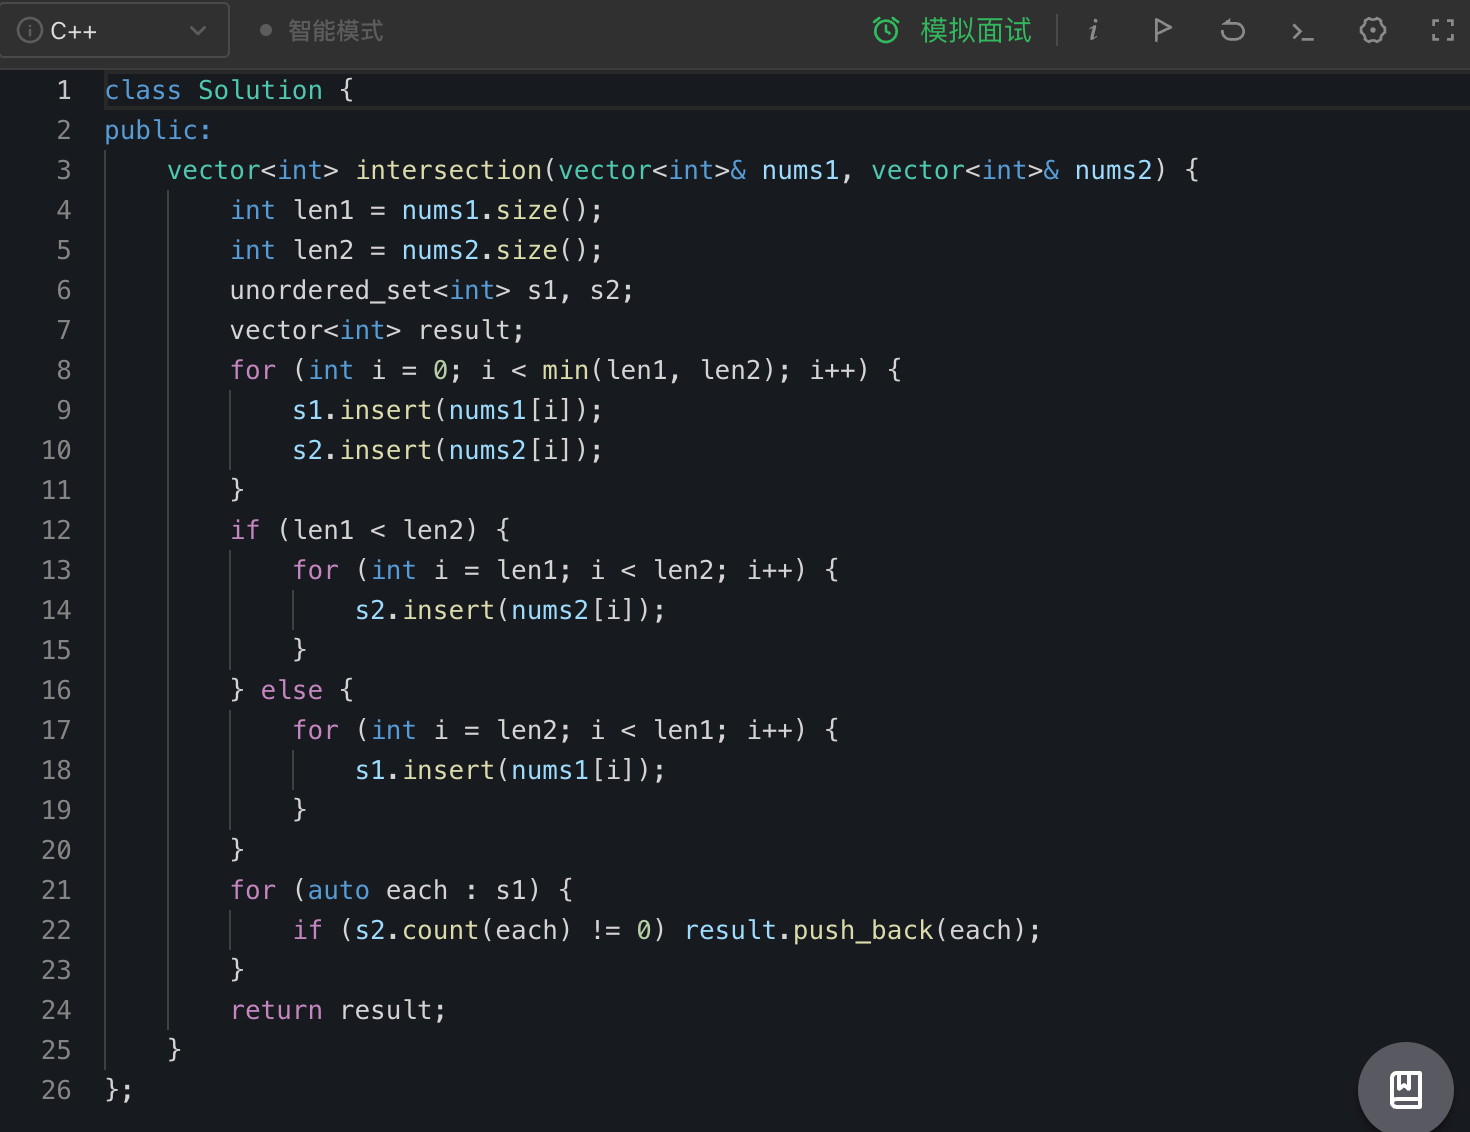 C++ 智能模式 模拟面试
1 class Solution {
2 public:
3 vector<int> intersection(vector<int>& nums1, vector<int>& nums2) {
4 int len1 = nums1.size();
5 int len2 = nums2.size();
6 unordered_set<int> s1, s2;
7 vector<int> result;
8 for (int i = 0; i < min(len1, len2); i++) {
9 s1.insert(nums1[i]);
10 s2.insert(nums2[i]);
11 }
12 if (len1 < len2) {
13 for (int i = len1; i < len2; i++) {
14 s2.insert(nums2[i]);
15 }
16 } else {
17 for (int i = len2; i < len1; i++) {
18 s1.insert(nums1[i]);
19 }
20 }
21 for (auto each : s1) {
22 if (s2.count(each) != 0) result.push_back(each);
23 }
24 return result;
25 }
26 };